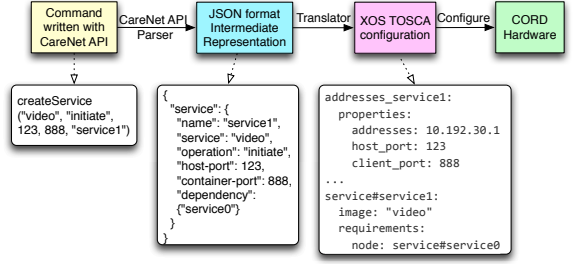 Command
written with
CareNet API
CareNet API
Parser
JSON format
Intermediate
Representation
Translator
XOS TOSCA
configuration
Configure
CORD
Hardware
createService
("video", "initiate",
123, 888, "service1")
{
"service": {
"name": "service1",
"service": "video",
"operation": "initiate",
"host-port": 123,
"container-port": 888,
"dependency":
{"service0"}
}
}
addresses_service1:
properties:
addresses: 10.192.30.1
host_port: 123
client_port: 888
...
service#service1:
image: "video"
requirements:
node: service#service0